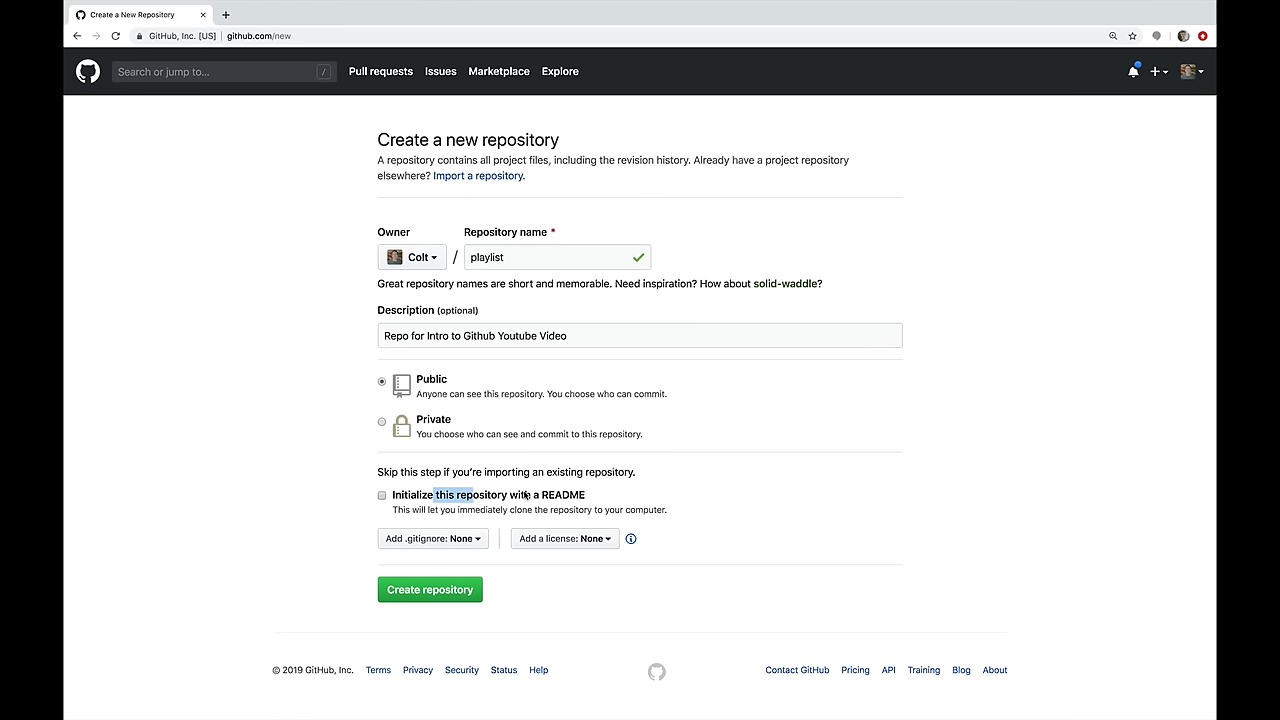 Create a New Repository
GitHub, Inc. [US] github.com/new
Search or jump to... / Pull requests Issues Marketplace Explore
Create a new repository
A repository contains all project files, including the revision history. Already have a project repository
elsewhere? Import a repository.
Owner Repository name *
Colt / playlist
Great repository names are short and memorable. Need inspiration? How about solid-waddle?
Description (optional)
Repo for Intro to Github Youtube Video
Public
Anyone can see this repository. You choose who can commit.
Private
You choose who can see and commit to this repository.
Skip this step if you're importing an existing repository.
Initialize this repository with a README
This will let you immediately clone the repository to your computer.
Add .gitignore: None Add a license: None
Create repository
© 2019 GitHub, Inc. Terms Privacy Security Status Help Contact GitHub Pricing API Training Blog About